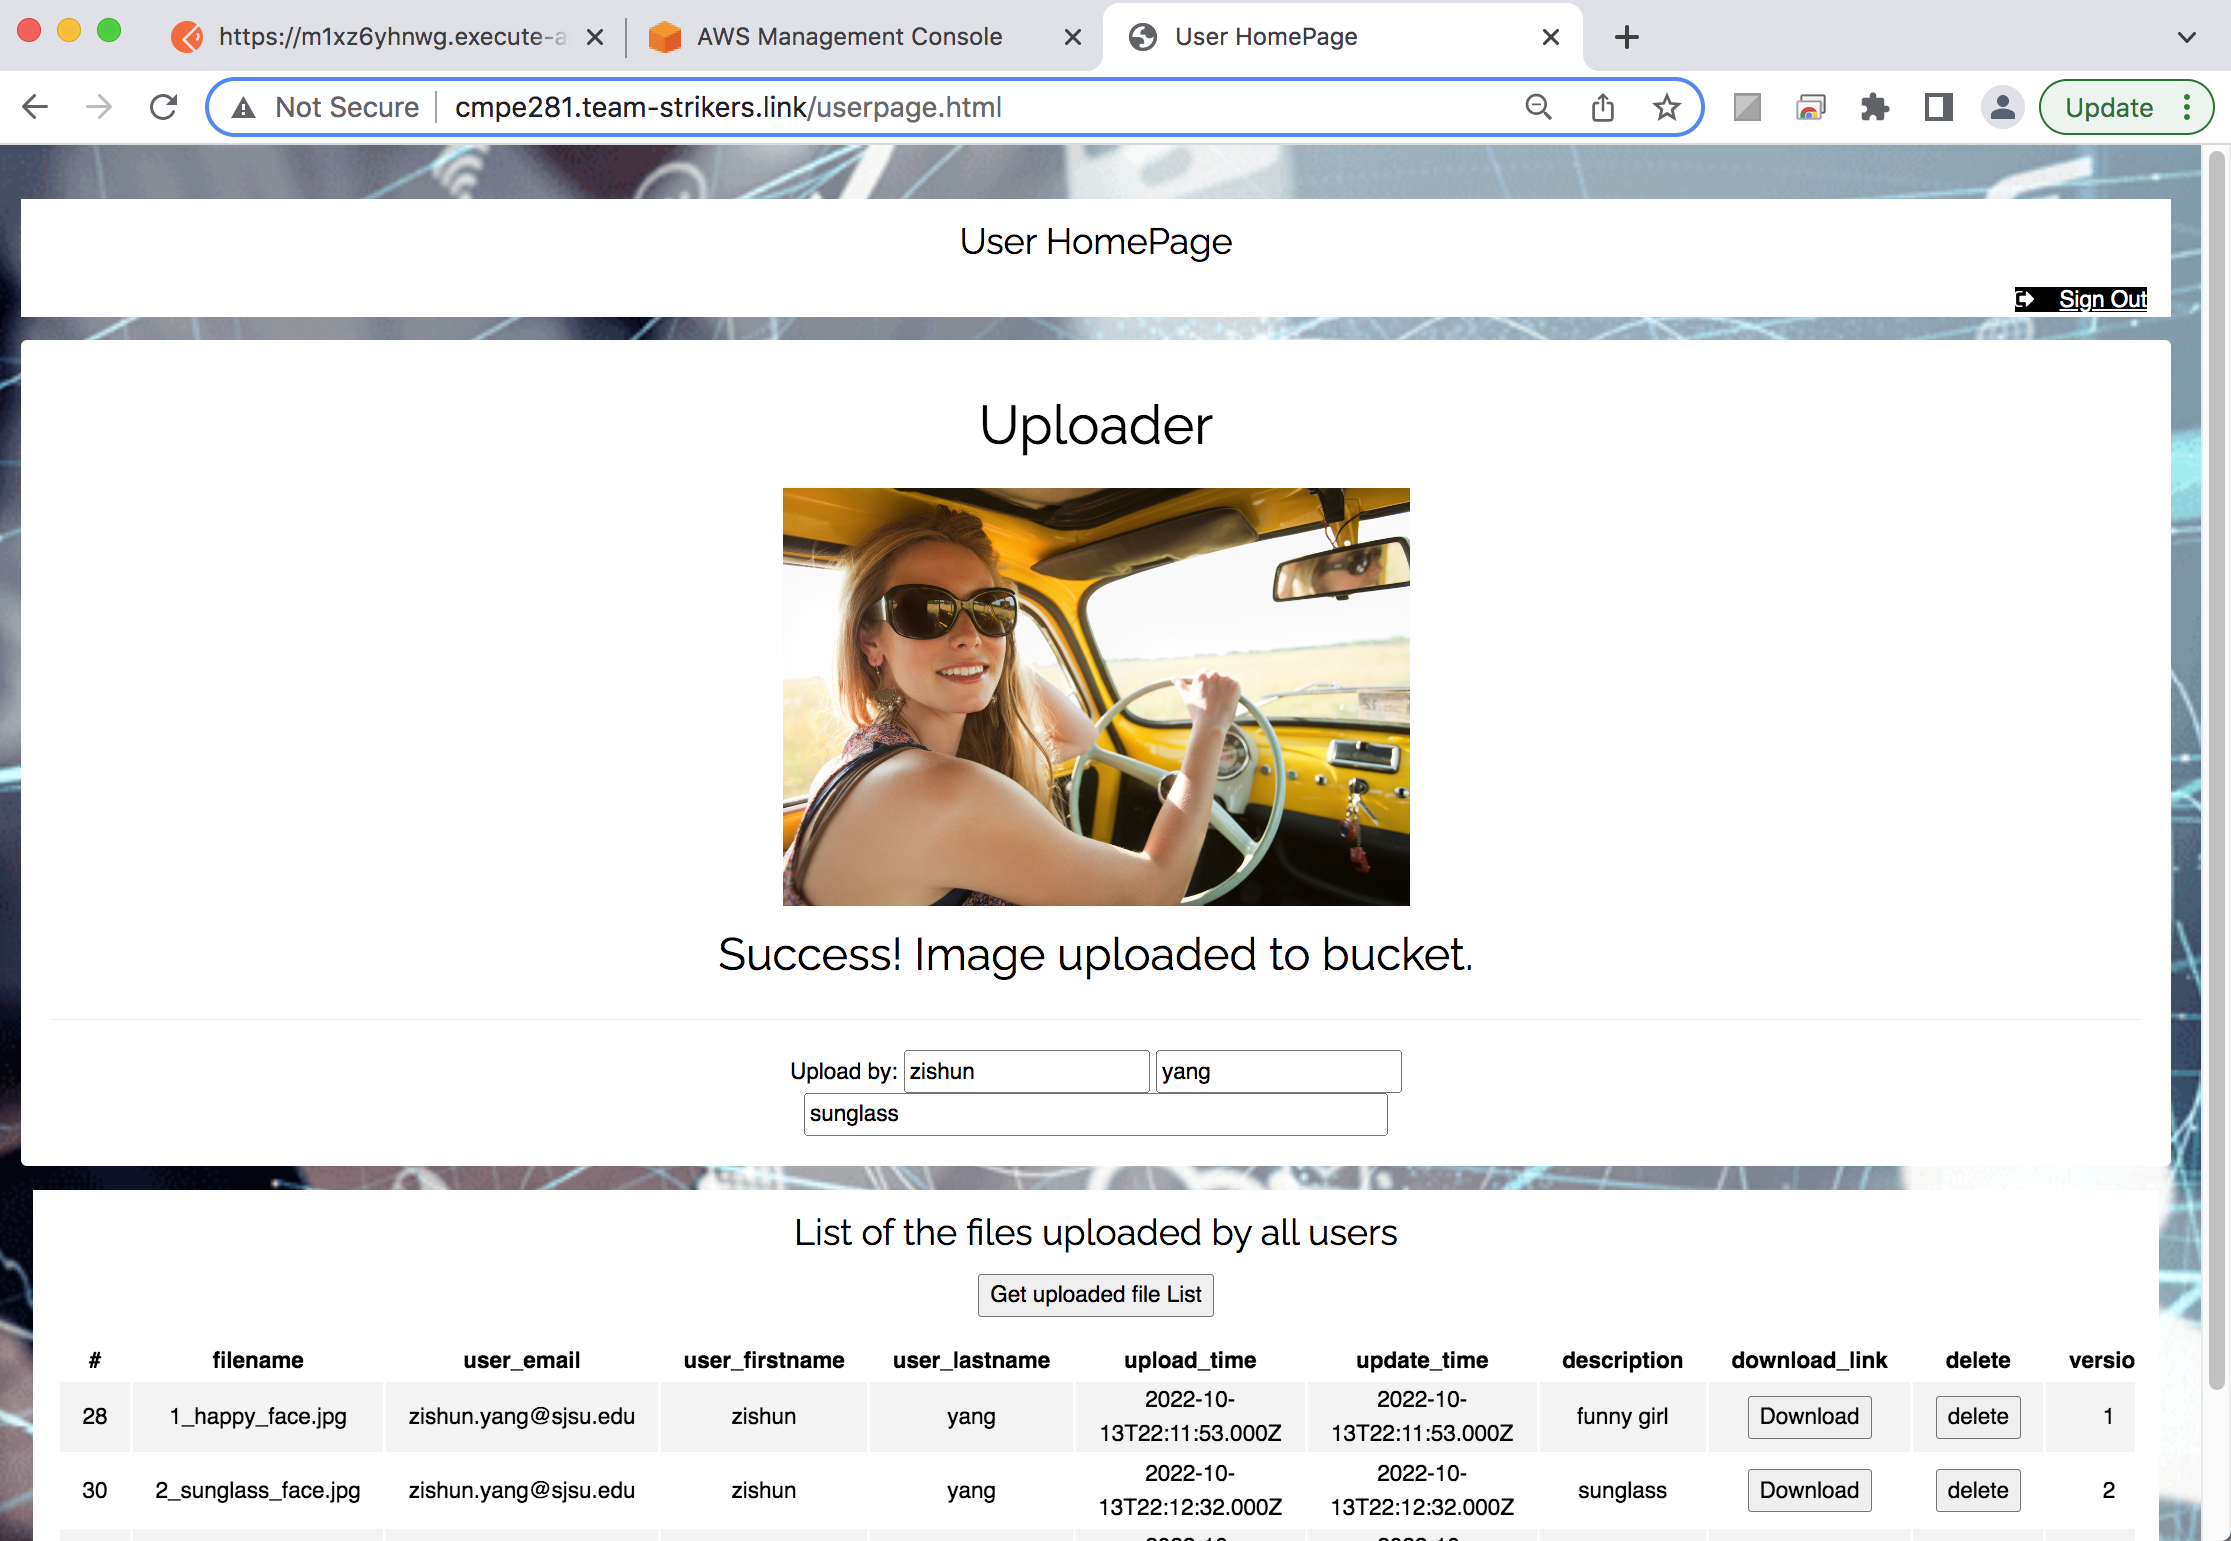 https://m1xz6yhnwg.execute-a
AWS Management Console
User HomePage
Not Secure
cmpe281.team-strikers.link/userpage.html
Update
User HomePage
Sign Out
Uploader
Success! Image uploaded to bucket.
Upload by: zishun yang
sunglass
List of the files uploaded by all users
Get uploaded file List
# filename user_email user_firstname user_lastname upload_time update_time description download_link delete versio
28 1_happy_face.jpg zishun.yang@sjsu.edu zishun yang 2022-10-13T22:11:53.000Z 2022-10-13T22:11:53.000Z funny girl Download delete 1
30 2_sunglass_face.jpg zishun.yang@sjsu.edu zishun yang 2022-10-13T22:12:32.000Z 2022-10-13T22:12:32.000Z sunglass Download delete 2